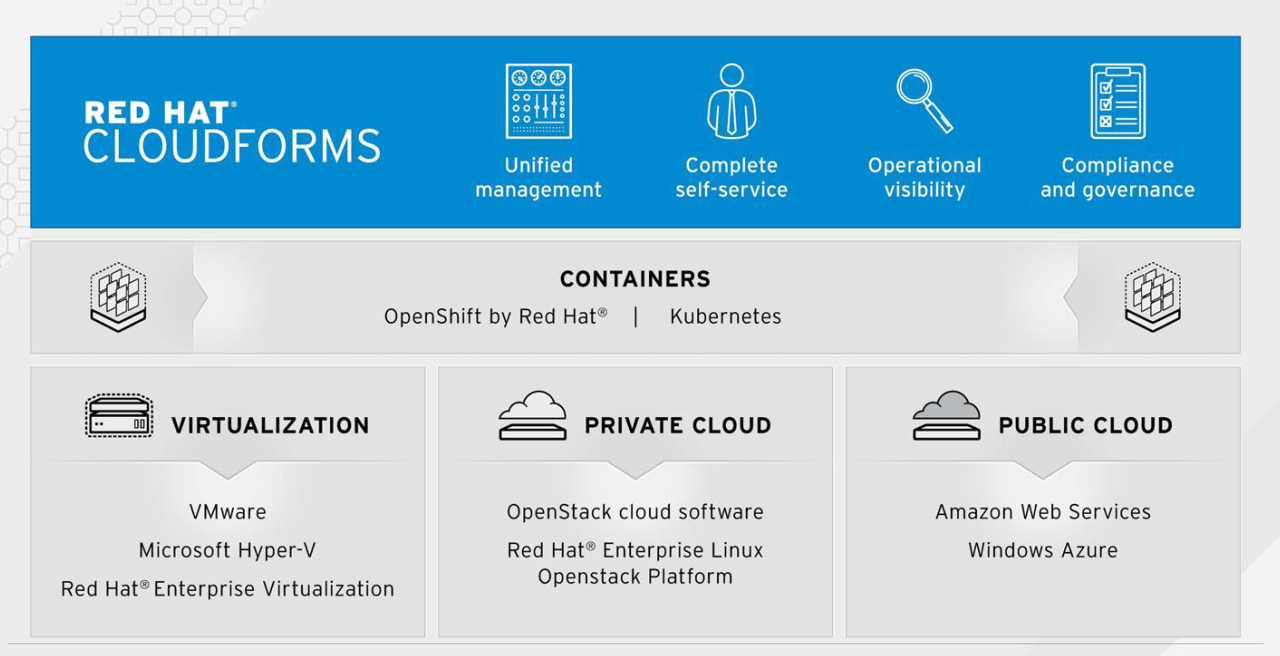 RED HAT®
CLOUDFORMS
Unified
management
Complete
self-service
Operational
visibility
Compliance
and governance
CONTAINERS
OpenShift by Red Hat® | Kubernetes
VIRTUALIZATION
VMware
Microsoft Hyper-V
Red Hat® Enterprise Virtualization
PRIVATE CLOUD
OpenStack cloud software
Red Hat® Enterprise Linux
Openstack Platform
PUBLIC CLOUD
Amazon Web Services
Windows Azure